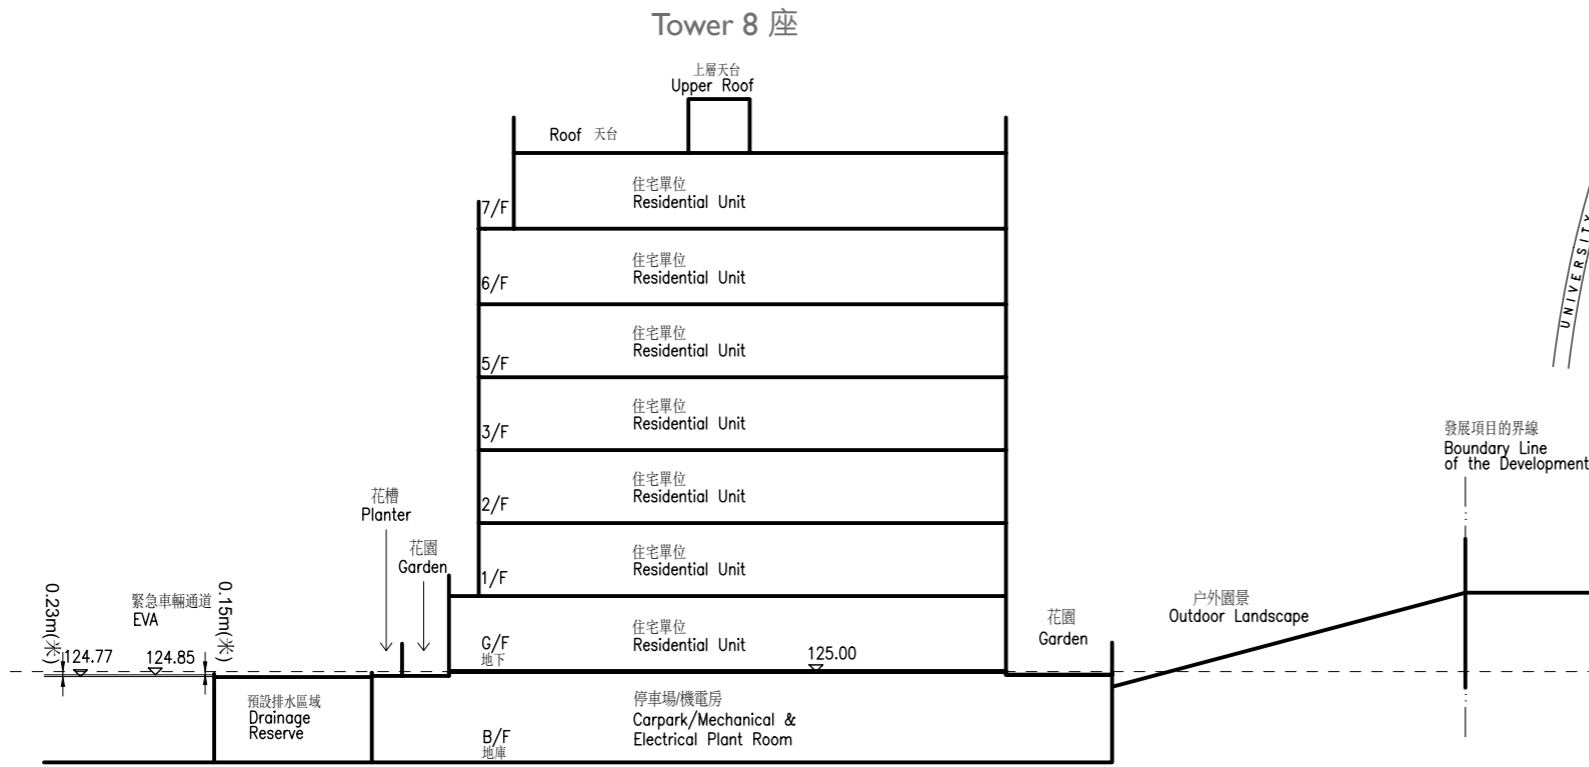 Tower 8 座
上層天台
Upper Roof
Roof 天台
住宅單位
7/F Residential Unit
住宅單位
6/F Residential Unit
住宅單位
5/F Residential Unit
住宅單位
3/F Residential Unit
住宅單位
2/F Residential Unit
住宅單位
1/F Residential Unit
住宅單位
G/F Residential Unit
地下
125.00
停車場/機電房
Carpark/Mechanical &
Electrical Plant Room
B/F
地庫
花槽
Planter
花園
Garden
0.23m(米)
緊急車輛通道
EVA
0.15m(米)
124.77
124.85
預設排水區域
Drainage
Reserve
花園
Garden
户外園景
Outdoor Landscape
發展項目的界線
Boundary Line
of the Development
UNIVERSITY